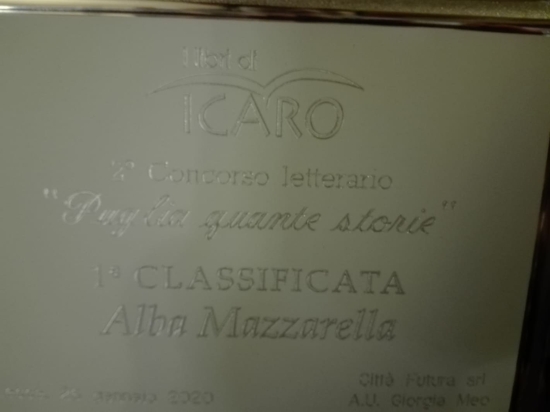 I libri di
ICARO
2° Concorso letterario
"Puglia quante storie"
1ª CLASSIFICATA
Alba Mazzarella
2020
Città Futura srl
A.U. Giorgia Meo